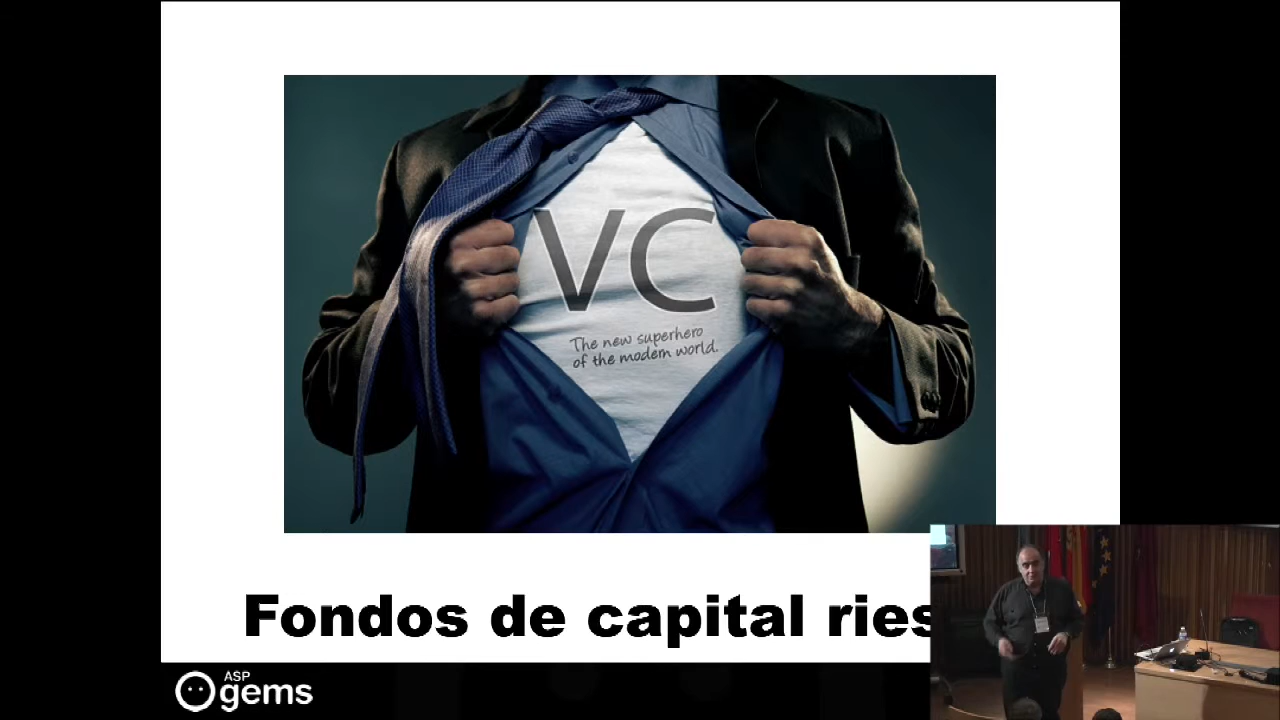 VC
The new superhero
of the modern world.
Fondos de capital ries
ASP
gems